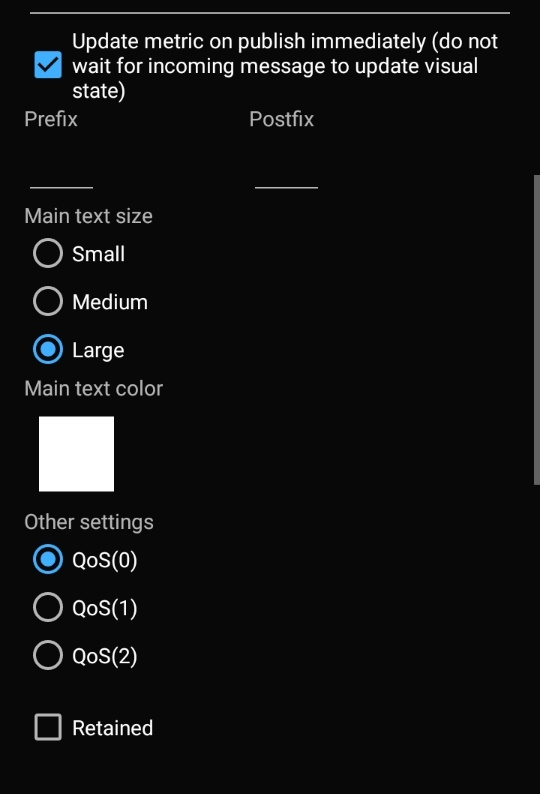 Update metric on publish immediately (do not
wait for incoming message to update visual
state)
Prefix
Postfix
Main text size
Small
Medium
Large
Main text color
Other settings
QoS(0)
QoS(1)
QoS(2)
Retained